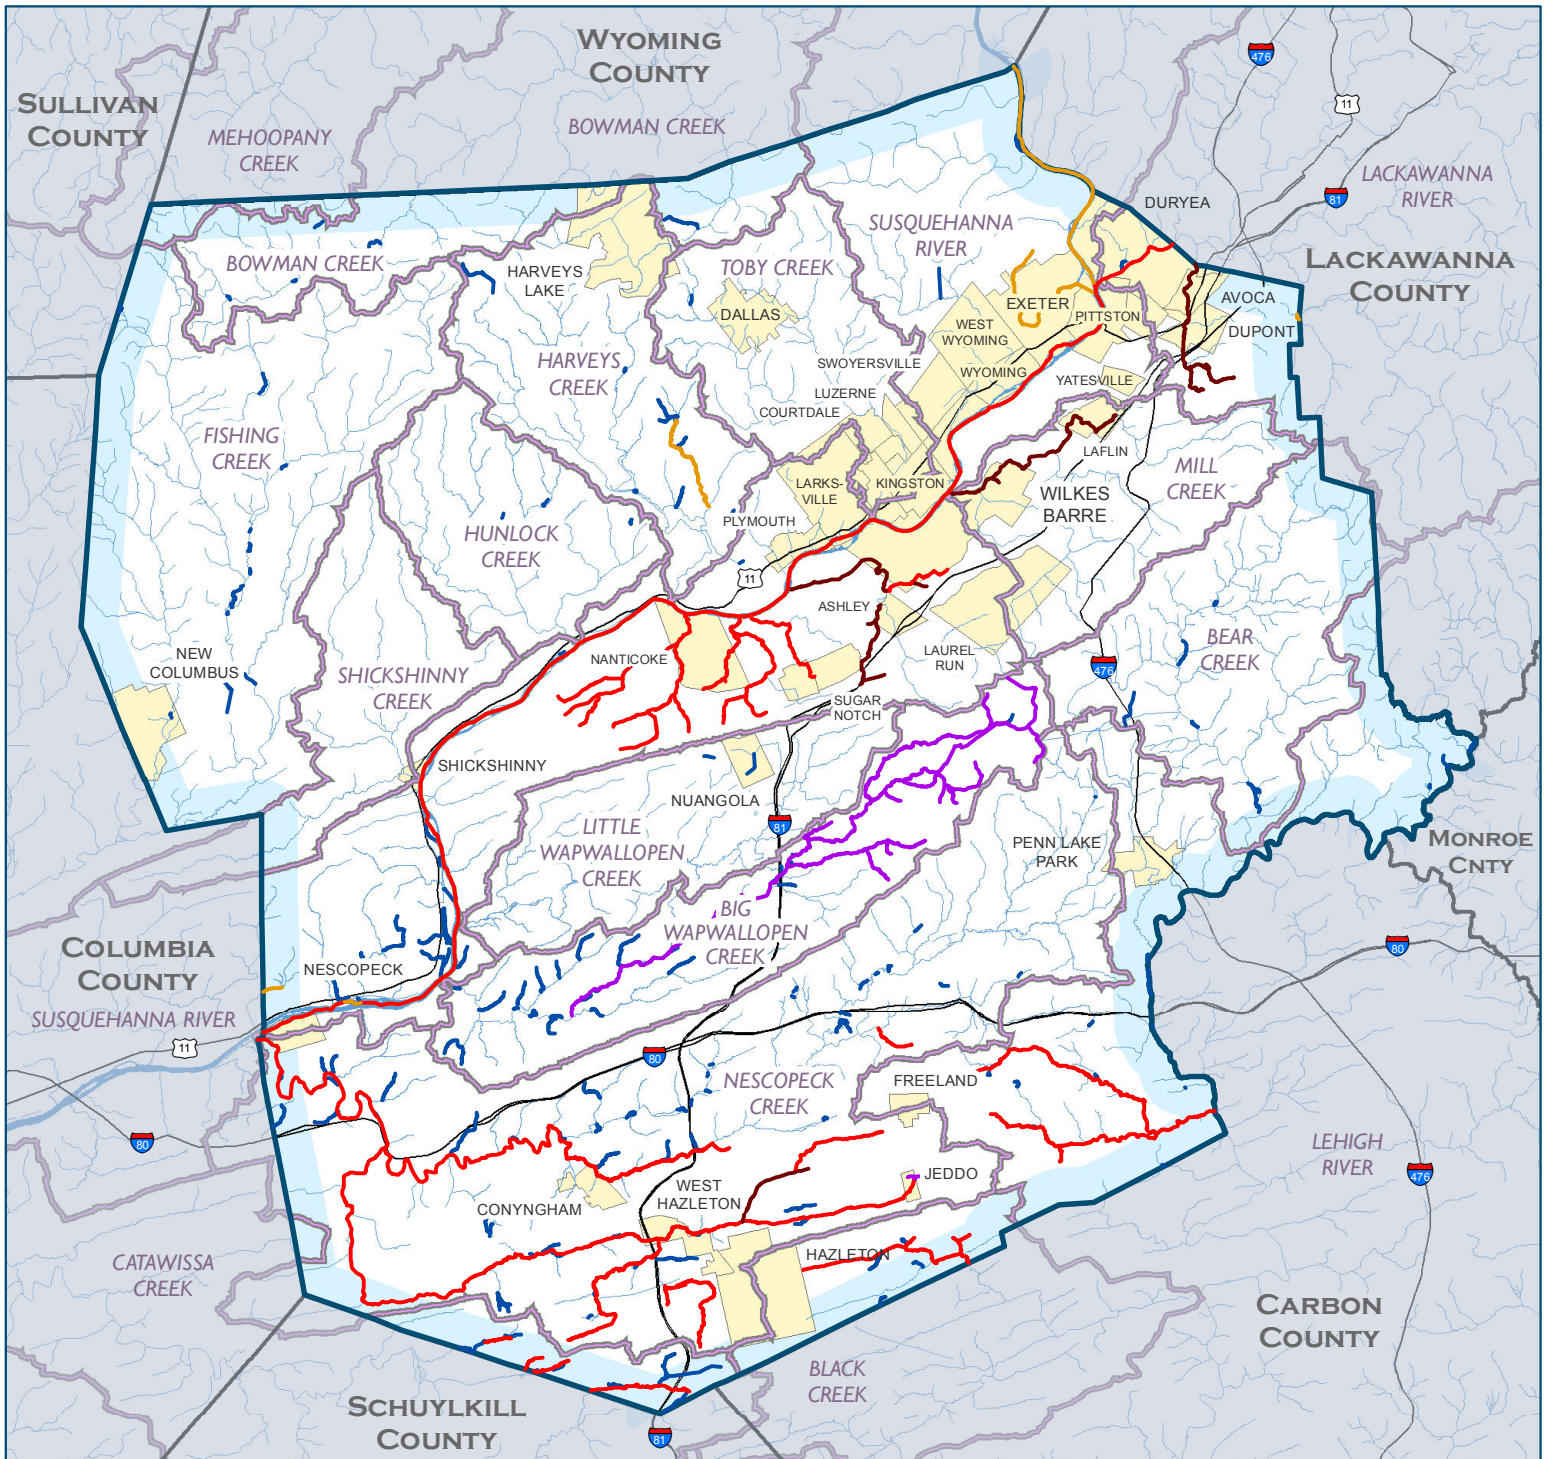 WYOMING
COUNTY
476
SULLIVAN
COUNTY
11
MEHOOPANY
CREEK
BOWMAN CREEK
LACKAWANNA
RIVER
81
DURYEA
SUSQUEHANNA
RIVER
BOWMAN CREEK
HARVEYS
LAKE
TOBY CREEK
LACKAWANNA
COUNTY
AVOCA
DUPONT
EXETER
PITTSTON
DALLAS
WEST
WYOMING
HARVEYS
CREEK
SWOYERSVILLE
WYOMING
YATESVILLE
LUZERNE
COURTDALE
FISHING
CREEK
LAFLIN
MILL
CREEK
LARKS-
VILLE
KINGSTON
WILKES
BARRE
PLYMOUTH
HUNLOCK
CREEK
11
ASHLEY
BEAR
CREEK
NEW
COLUMBUS
NANTICOKE
LAUREL
RUN
476
SHICKSHINNY
CREEK
SUGAR
NOTCH
SHICKSHINNY
NUANGOLA
81
LITTLE
WAPWALLOPEN
CREEK
PENN LAKE
PARK
MONROE
CNTY
BIG
WAPWALLOPEN
CREEK
COLUMBIA
COUNTY
80
NESCOPECK
SUSQUEHANNA RIVER
11
80
NESCOPECK
CREEK
FREELAND
80
LEHIGH
RIVER
476
JEDDO
WEST
HAZLETON
CONYNGHAM
HAZLETON
CATAWISSA
CREEK
CARBON
COUNTY
BLACK
CREEK
SCHUYLKILL
COUNTY
81